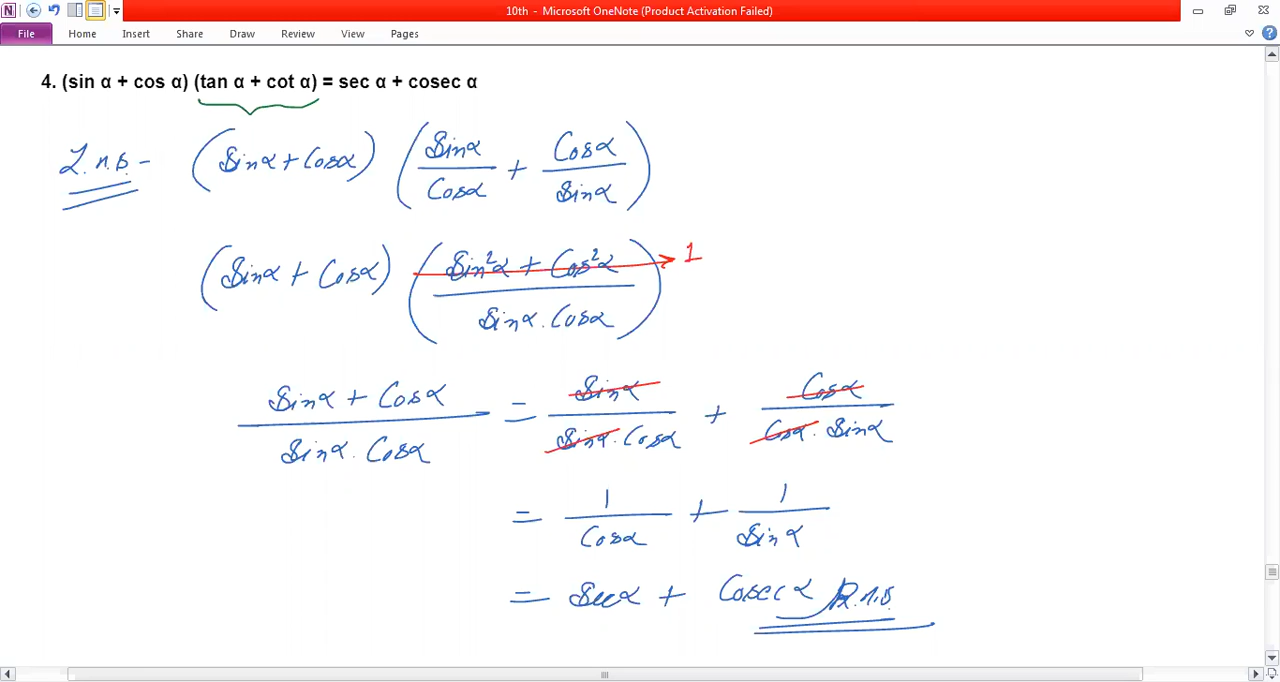 10th - Microsoft OneNote (Product Activation Failed)
File Home Insert Share Draw Review View Pages
4. (sin α + cos α) (tan α + cot α) = sec α + cosec α
L.H.S. - (Sinα + Cosα) (Sinα/Cosα + Cosα/Sinα)
(Sinα + Cosα) (Sin²α + Cos²α / Sinα . Cosα) → 1
Sinα + Cosα / Sinα . Cosα = Sinα / Sinα . Cosα + Cosα / Cosα . Sinα
= 1/Cosα + 1/Sinα
= Secα + Cosec α R.H.S.